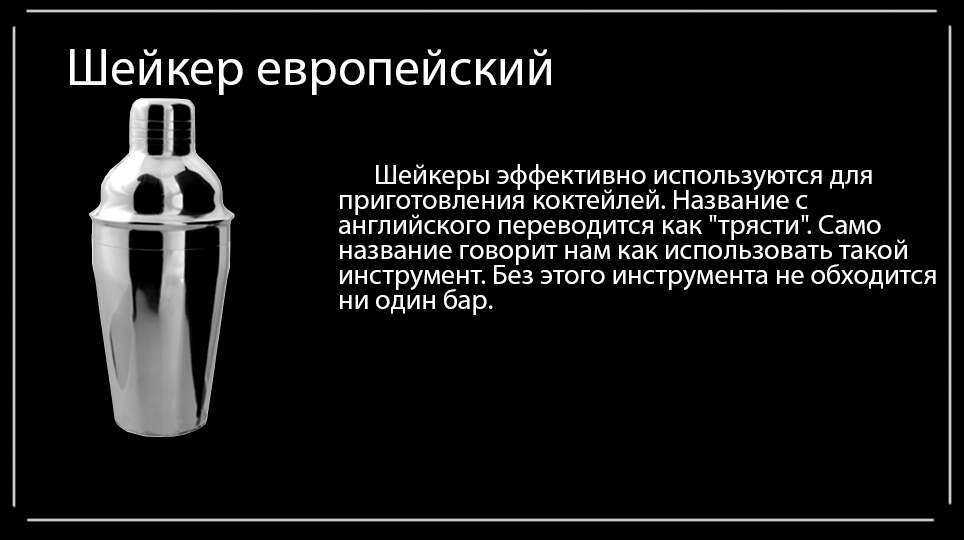 Шейкер европейский
Шейкеры эффективно используются для
приготовления коктейлей. Название с
английского переводится как "трясти". Само
название говорит нам как использовать такой
инструмент. Без этого инструмента не обходится
ни один бар.